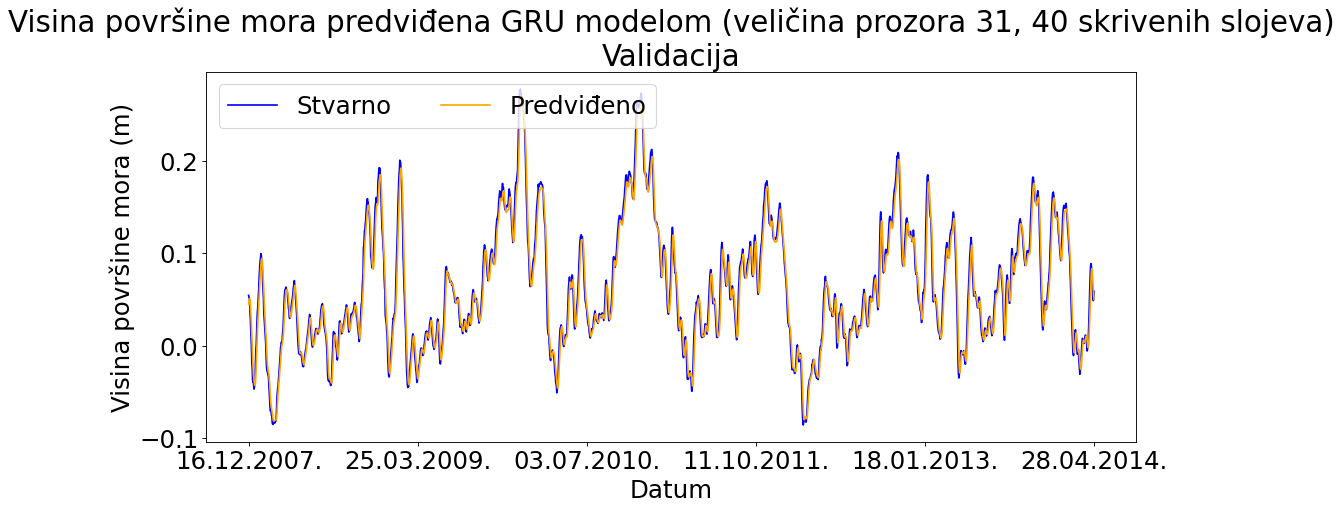 Visina površine mora predviđena GRU modelom (veličina prozora 31, 40 skrivenih slojeva)
Validacija
Stvarno Predviđeno
Visina površine mora (m)
0.2
0.1
0.0
−0.1
16.12.2007. 25.03.2009. 03.07.2010. 11.10.2011. 18.01.2013. 28.04.2014.
Datum